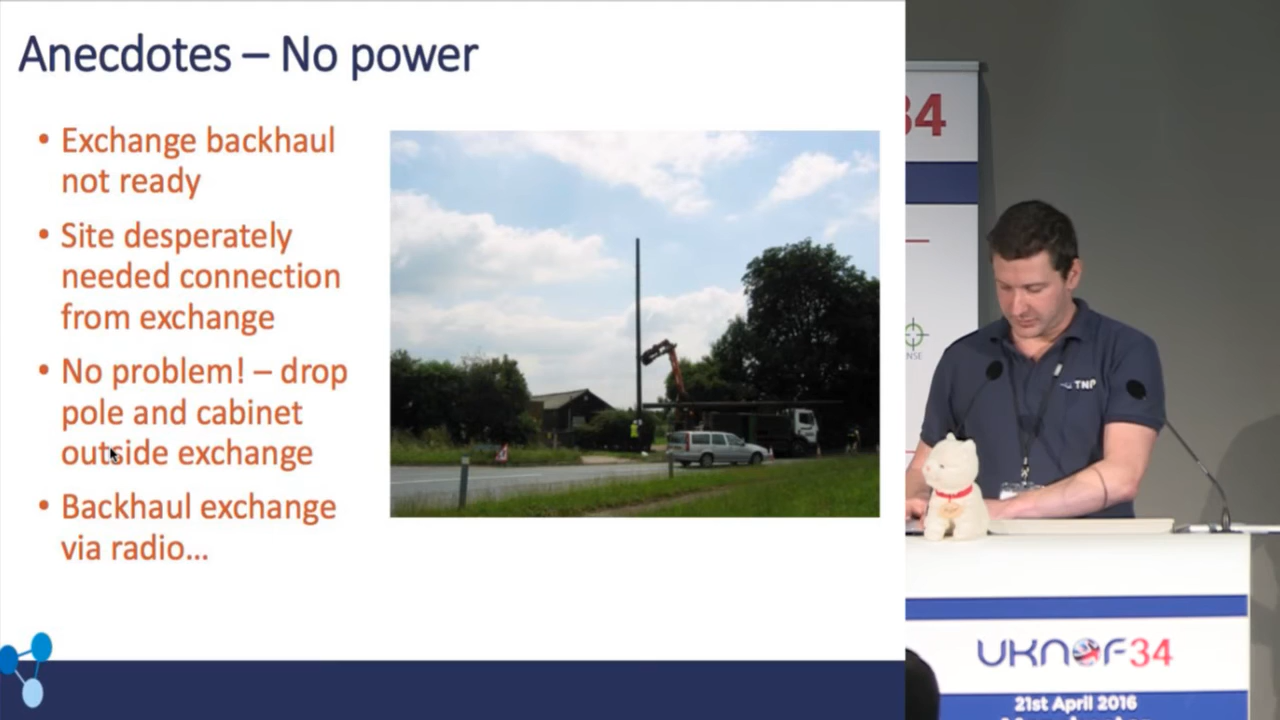 Anecdotes – No power
• Exchange backhaul
not ready
• Site desperately
needed connection
from exchange
• No problem! – drop
pole and cabinet
outside exchange
• Backhaul exchange
via radio...
34
NSE
TNP
UKNOF34
21st April 2016